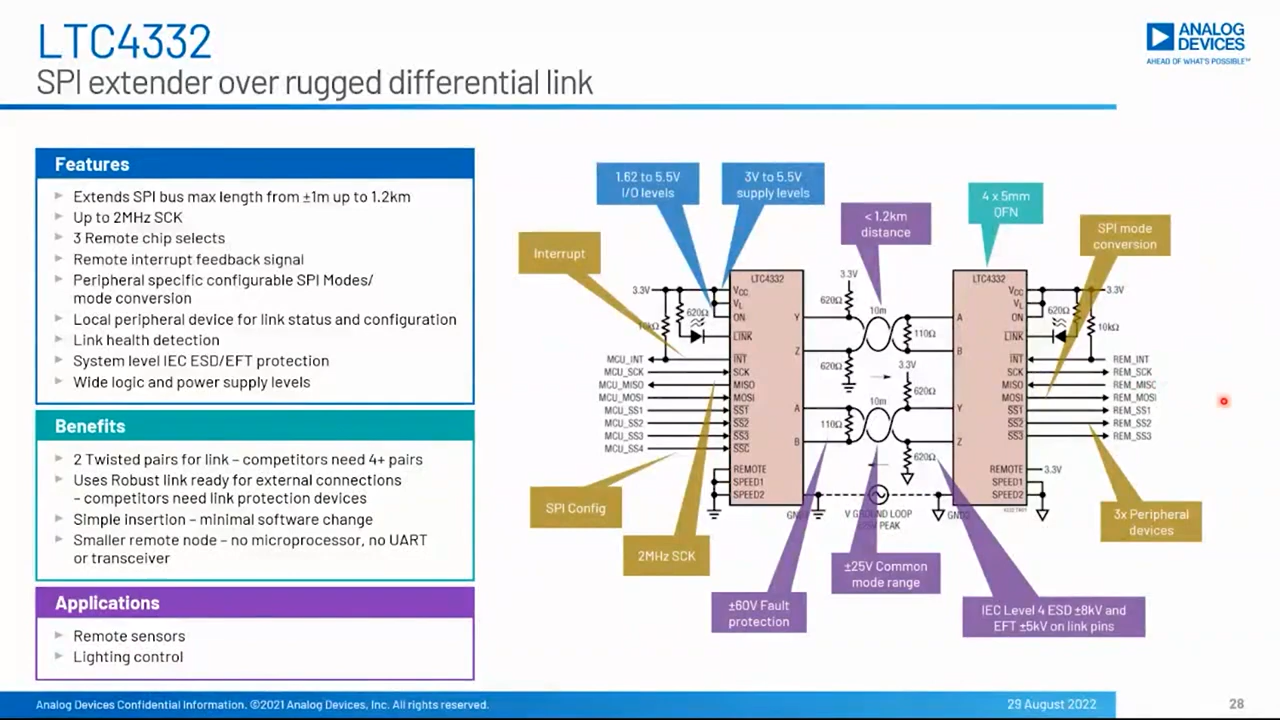 LTC4332
SPI extender over rugged differential link
ANALOG
DEVICES
AHEAD OF WHAT'S POSSIBLE™
Features
Extends SPI bus max length from ±1m up to 1.2km
Up to 2MHz SCK
3 Remote chip selects
Remote interrupt feedback signal
Peripheral specific configurable SPI Modes/
mode conversion
Local peripheral device for link status and configuration
Link health detection
System level IEC ESD/EFT protection
Wide logic and power supply levels
Benefits
2 Twisted pairs for link – competitors need 4+ pairs
Uses Robust link ready for external connections
– competitors need link protection devices
Simple insertion – minimal software change
Smaller remote node – no microprocessor, no UART
or transceiver
Applications
Remote sensors
Lighting control
1.62 to 5.5V
I/O levels
3V to 5.5V
supply levels
< 1.2km
distance
4 x 5mm
QFN
SPI mode
conversion
Interrupt
SPI Config
2MHz SCK
±60V Fault
protection
±25V Common
mode range
IEC Level 4 ESD ±8kV and
EFT ±5kV on link pins
3x Peripheral
devices
3.3V
10kΩ
620Ω
MCU_INT
MCU_SCK
MCU_MISO
MCU_MOSI
MCU_SS1
MCU_SS2
MCU_SS3
MCU_SS4
LTC4332
VCC
VL
ON
LINK
INT
SCK
MISO
MOSI
SS1
SS2
SS3
SSC
REMOTE
SPEED1
SPEED2
Y
Z
A
B
3.3V
620Ω
620Ω
10m
110Ω
3.3V
620Ω
10m
110Ω
620Ω
V GROUND LOOP
PEAK
GND2
LTC4332
A
B
Y
Z
VCC
VL
ON
LINK
INT
SCK
MISO
MOSI
SS1
SS2
SS3
REMOTE
SPEED1
SPEED2
3.3V
620Ω
10kΩ
REM_INT
REM_SCK
REM_MISO
REM_MOSI
REM_SS1
REM_SS2
REM_SS3
3.3V
Analog Devices Confidential Information. ©2021 Analog Devices, Inc. All rights reserved.
29 August 2022
28